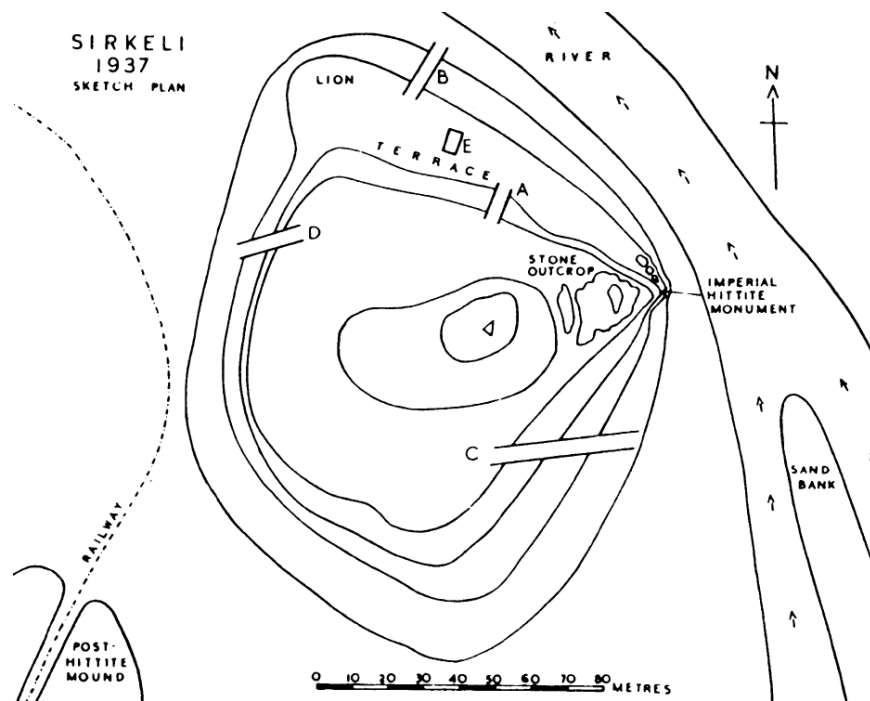 SIRKELI
1937
SKETCH PLAN
RIVER
N
LION
B
E
TERRACE
A
D
STONE
OUTCROP
IMPERIAL
HITTITE
MONUMENT
C
SAND
BANK
RAILWAY
POST-
HITTITE
MOUND
0 10 20 30 40 50 60 70 80
METRES